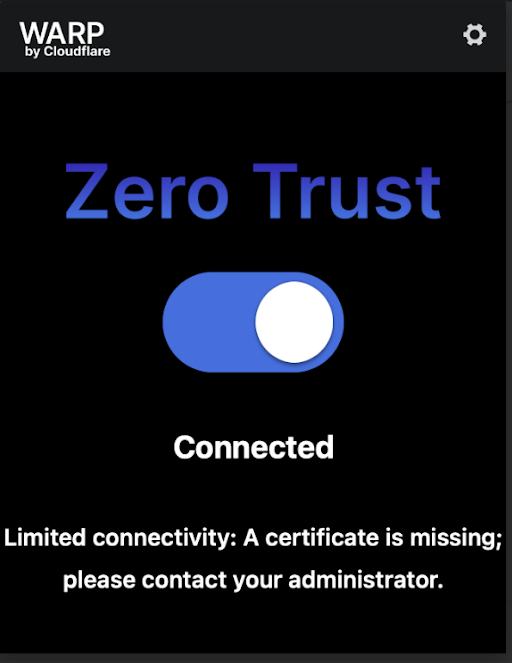 WARP
by Cloudflare
Zero Trust
Connected
Limited connectivity: A certificate is missing;
please contact your administrator.